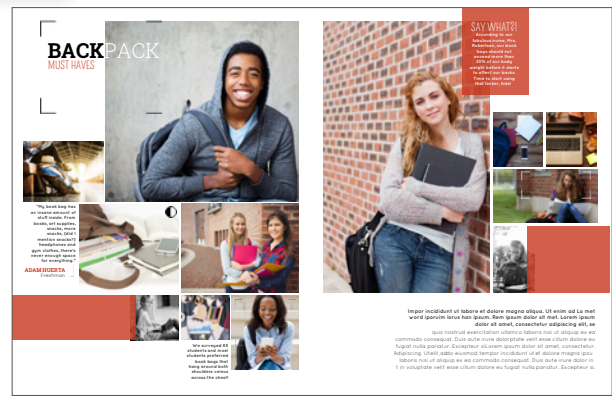 BACKPACK
MUST HAVES
"My book bag has
an insane amount of
stuff inside. From
books, art supplies,
snacks, more
snacks, (did I
mention snacks?)
headphones and
gym clothes, there's
never enough space
for everything."
ADAM HUERTA
Freshman
We surveyed 85
students and most
students preferred
book bags that
hang around both
shoulders versus
across the chest!
SAY WHAT?!
According to our
fabulous nurse, Mrs.
Robertson, our book
bags should not
exceed more than
20% of our body
weight before it starts
to affect our backs.
Time to start using
that locker, kids!
Impor incididunt ut labore et dolore magna aliqua. Ut enim ad Lo met
word iporuim lorus han ipsum. Rem ipsum dolor sit met. Lorem ipsum
dolor sit amet, consectetur adipiscing elit, se
quis nostrud exercitation ullamco laboris nisi ut aliquip ex ea
commodo consequat. Duis aute irure dolorptate velit esse cillum dolore eu
fugiat nulla pariatur. Excepteur siLorem ipsum dolor sit amet, consectetur.
Adipiscing Utelit,addo eiusmod tempor incididunt ut et dolore magna ipsu
laboris nisi ut aliquip ex ea commodo consequat. Duis aute irure dolor in
t in voluptate velit esse cillum dolore eu fugiat nulla pariatur. Excepteur si.